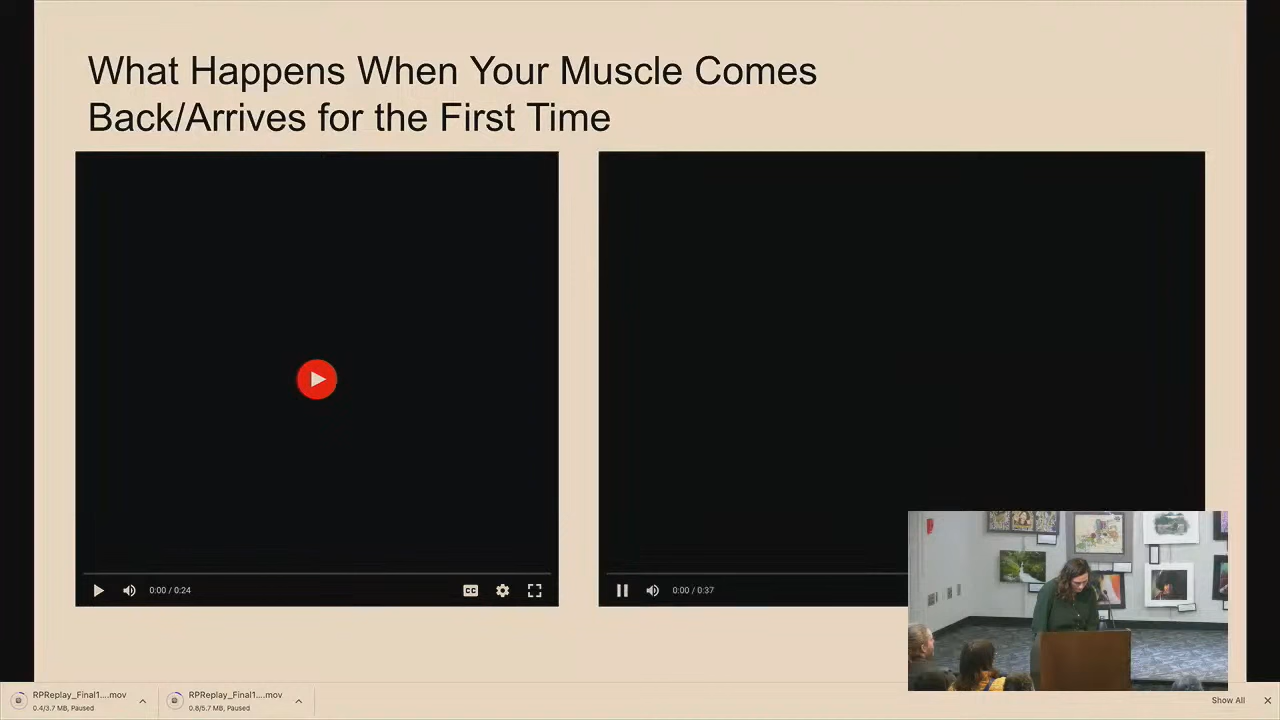 What Happens When Your Muscle Comes
Back/Arrives for the First Time
0:00 / 0:24
CC
0:00 / 0:37
RPReplay_Final1....mov
0.4/3.7 MB, Paused
RPReplay_Final1....mov
0.8/5.7 MB, Paused
Show All